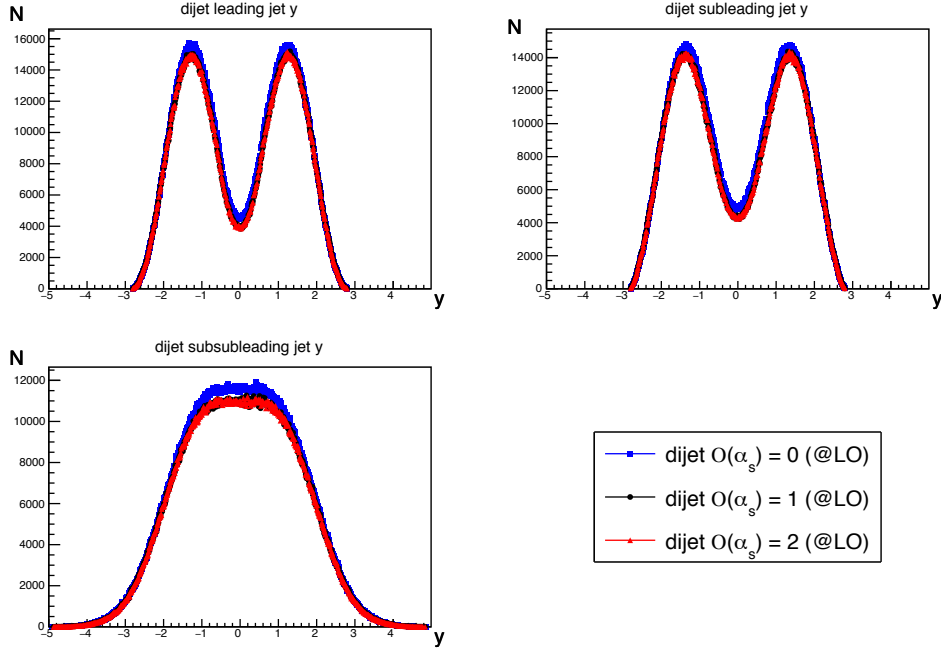 dijet leading jet y
N
16000
14000
12000
10000
8000
6000
4000
2000
0
−5 −4 −3 −2 −1 0 1 2 3 4
y
dijet subleading jet y
N
14000
12000
10000
8000
6000
4000
2000
0
−5 −4 −3 −2 −1 0 1 2 3 4
y
dijet subsubleading jet y
N
12000
10000
8000
6000
4000
2000
0
−5 −4 −3 −2 −1 0 1 2 3 4
y
dijet O(αs) = 0 (@LO)
dijet O(αs) = 1 (@LO)
dijet O(αs) = 2 (@LO)